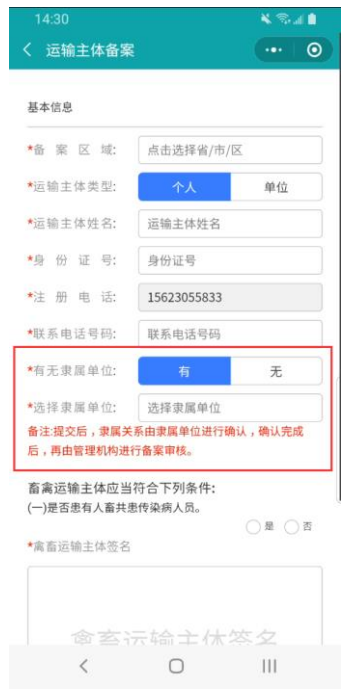 14:30
运输主体备案
基本信息
*备案区域: 点击选择省/市/区
*运输主体类型: 个人 单位
*运输主体姓名: 运输主体姓名
*身份证号: 身份证号
*注册电话: 15623055833
*联系电话号码: 联系电话号码
*有无隶属单位: 有 无
*选择隶属单位: 选择隶属单位
备注:提交后，隶属关系由隶属单位进行确认，确认完成
后，再由管理机构进行备案审核。
畜禽运输主体应当符合下列条件:
(一)是否患有人畜共患传染病人员。
是 否
*禽畜运输主体签名
禽畜运输主体签名